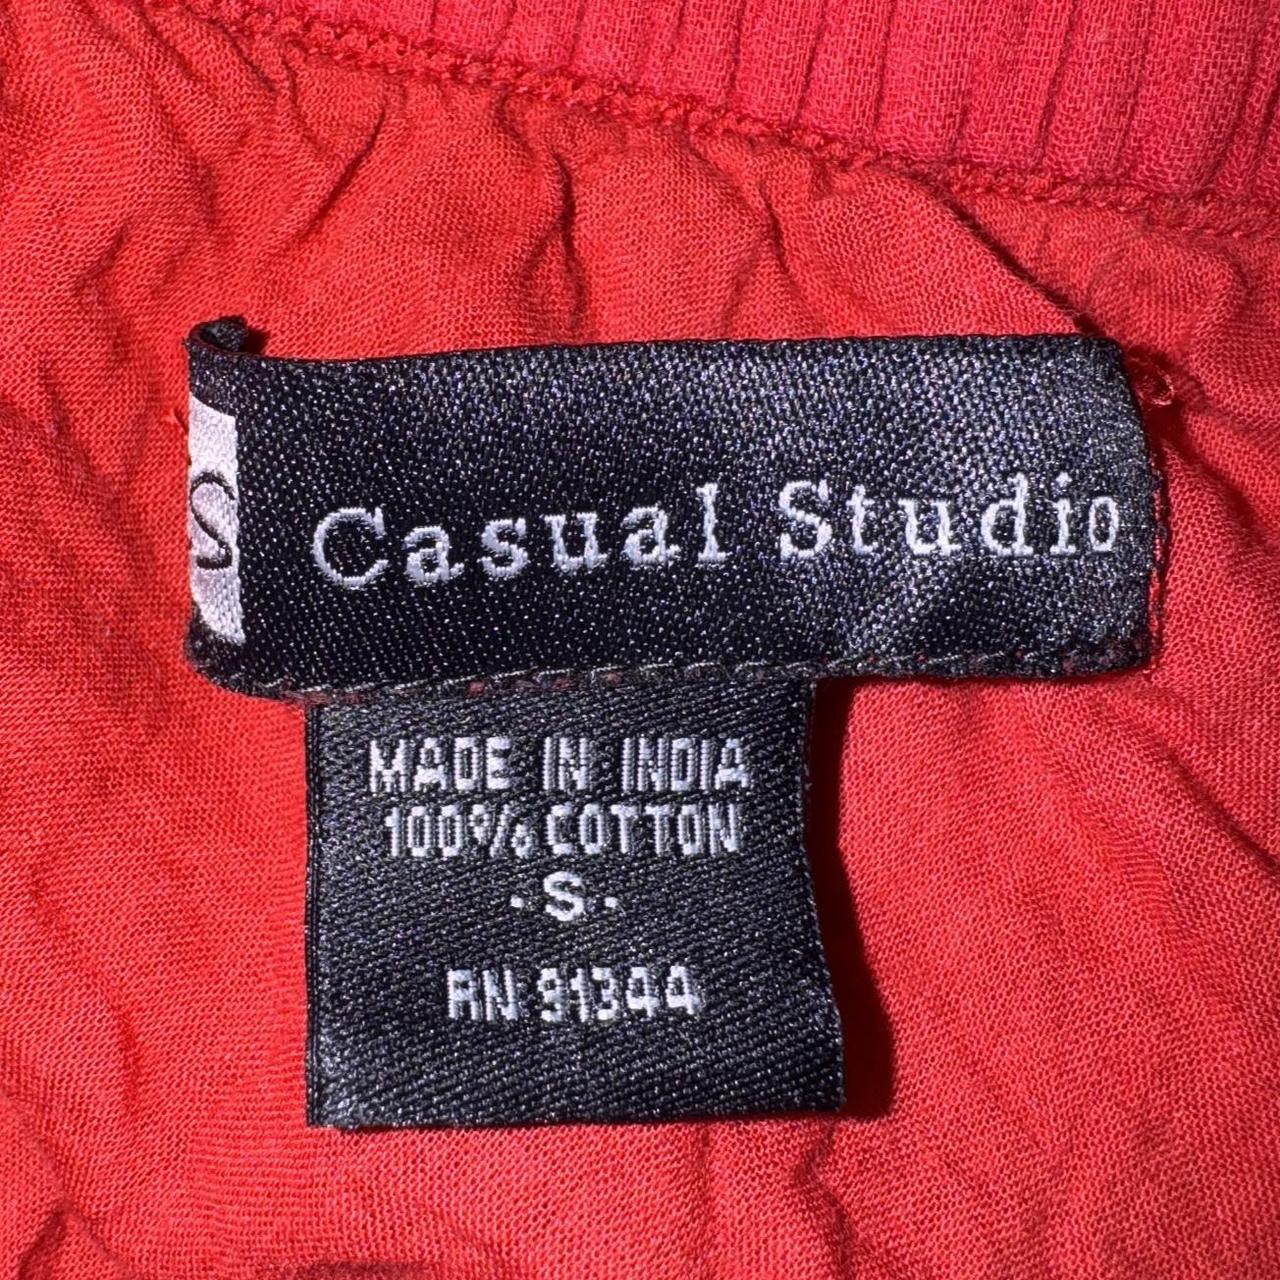 S Casual Studio
MADE IN INDIA
100% COTTON
- S -
RN 91344